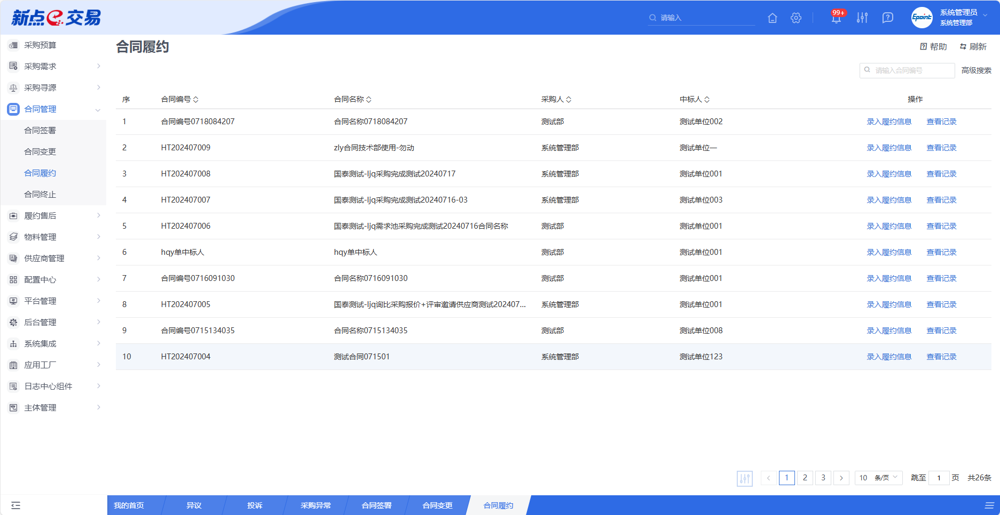 新点e交易
请输入
99+
Epoint
系统管理员
系统管理部
采购预算
采购需求
采购寻源
合同管理
合同签署
合同变更
合同履约
合同终止
履约售后
物料管理
供应商管理
配置中心
平台管理
后台管理
系统集成
应用工厂
日志中心组件
主体管理
合同履约
帮助 刷新
请输入合同编号 高级搜索
序 合同编号 合同名称 采购人 中标人 操作
1 合同编号0718084207 合同名称0718084207 测试部 测试单位002 录入履约信息 查看记录
2 HT202407009 zly合同技术部使用-勿动 系统管理部 测试单位一 录入履约信息 查看记录
3 HT202407008 国泰测试-ljq采购完成测试20240717 系统管理部 测试单位001 录入履约信息 查看记录
4 HT202407007 国泰测试-ljq采购完成测试20240716-03 系统管理部 测试单位003 录入履约信息 查看记录
5 HT202407006 国泰测试-ljq需求池采购完成测试20240716合同名称 测试部 测试单位001 录入履约信息 查看记录
6 hqy单中标人 hqy单中标人 测试部 测试单位001 录入履约信息 查看记录
7 合同编号0716091030 合同名称0716091030 测试部 测试单位001 录入履约信息 查看记录
8 HT202407005 国泰测试-ljq询比采购报价+评审邀请供应商测试202407... 系统管理部 测试单位001 录入履约信息 查看记录
9 合同编号0715134035 合同名称0715134035 测试部 测试单位008 录入履约信息 查看记录
10 HT202407004 测试合同071501 系统管理部 测试单位123 录入履约信息 查看记录
1 2 3 10 条/页 跳至 1 页 共26条
我的首页 异议 投诉 采购异常 合同签署 合同变更 合同履约